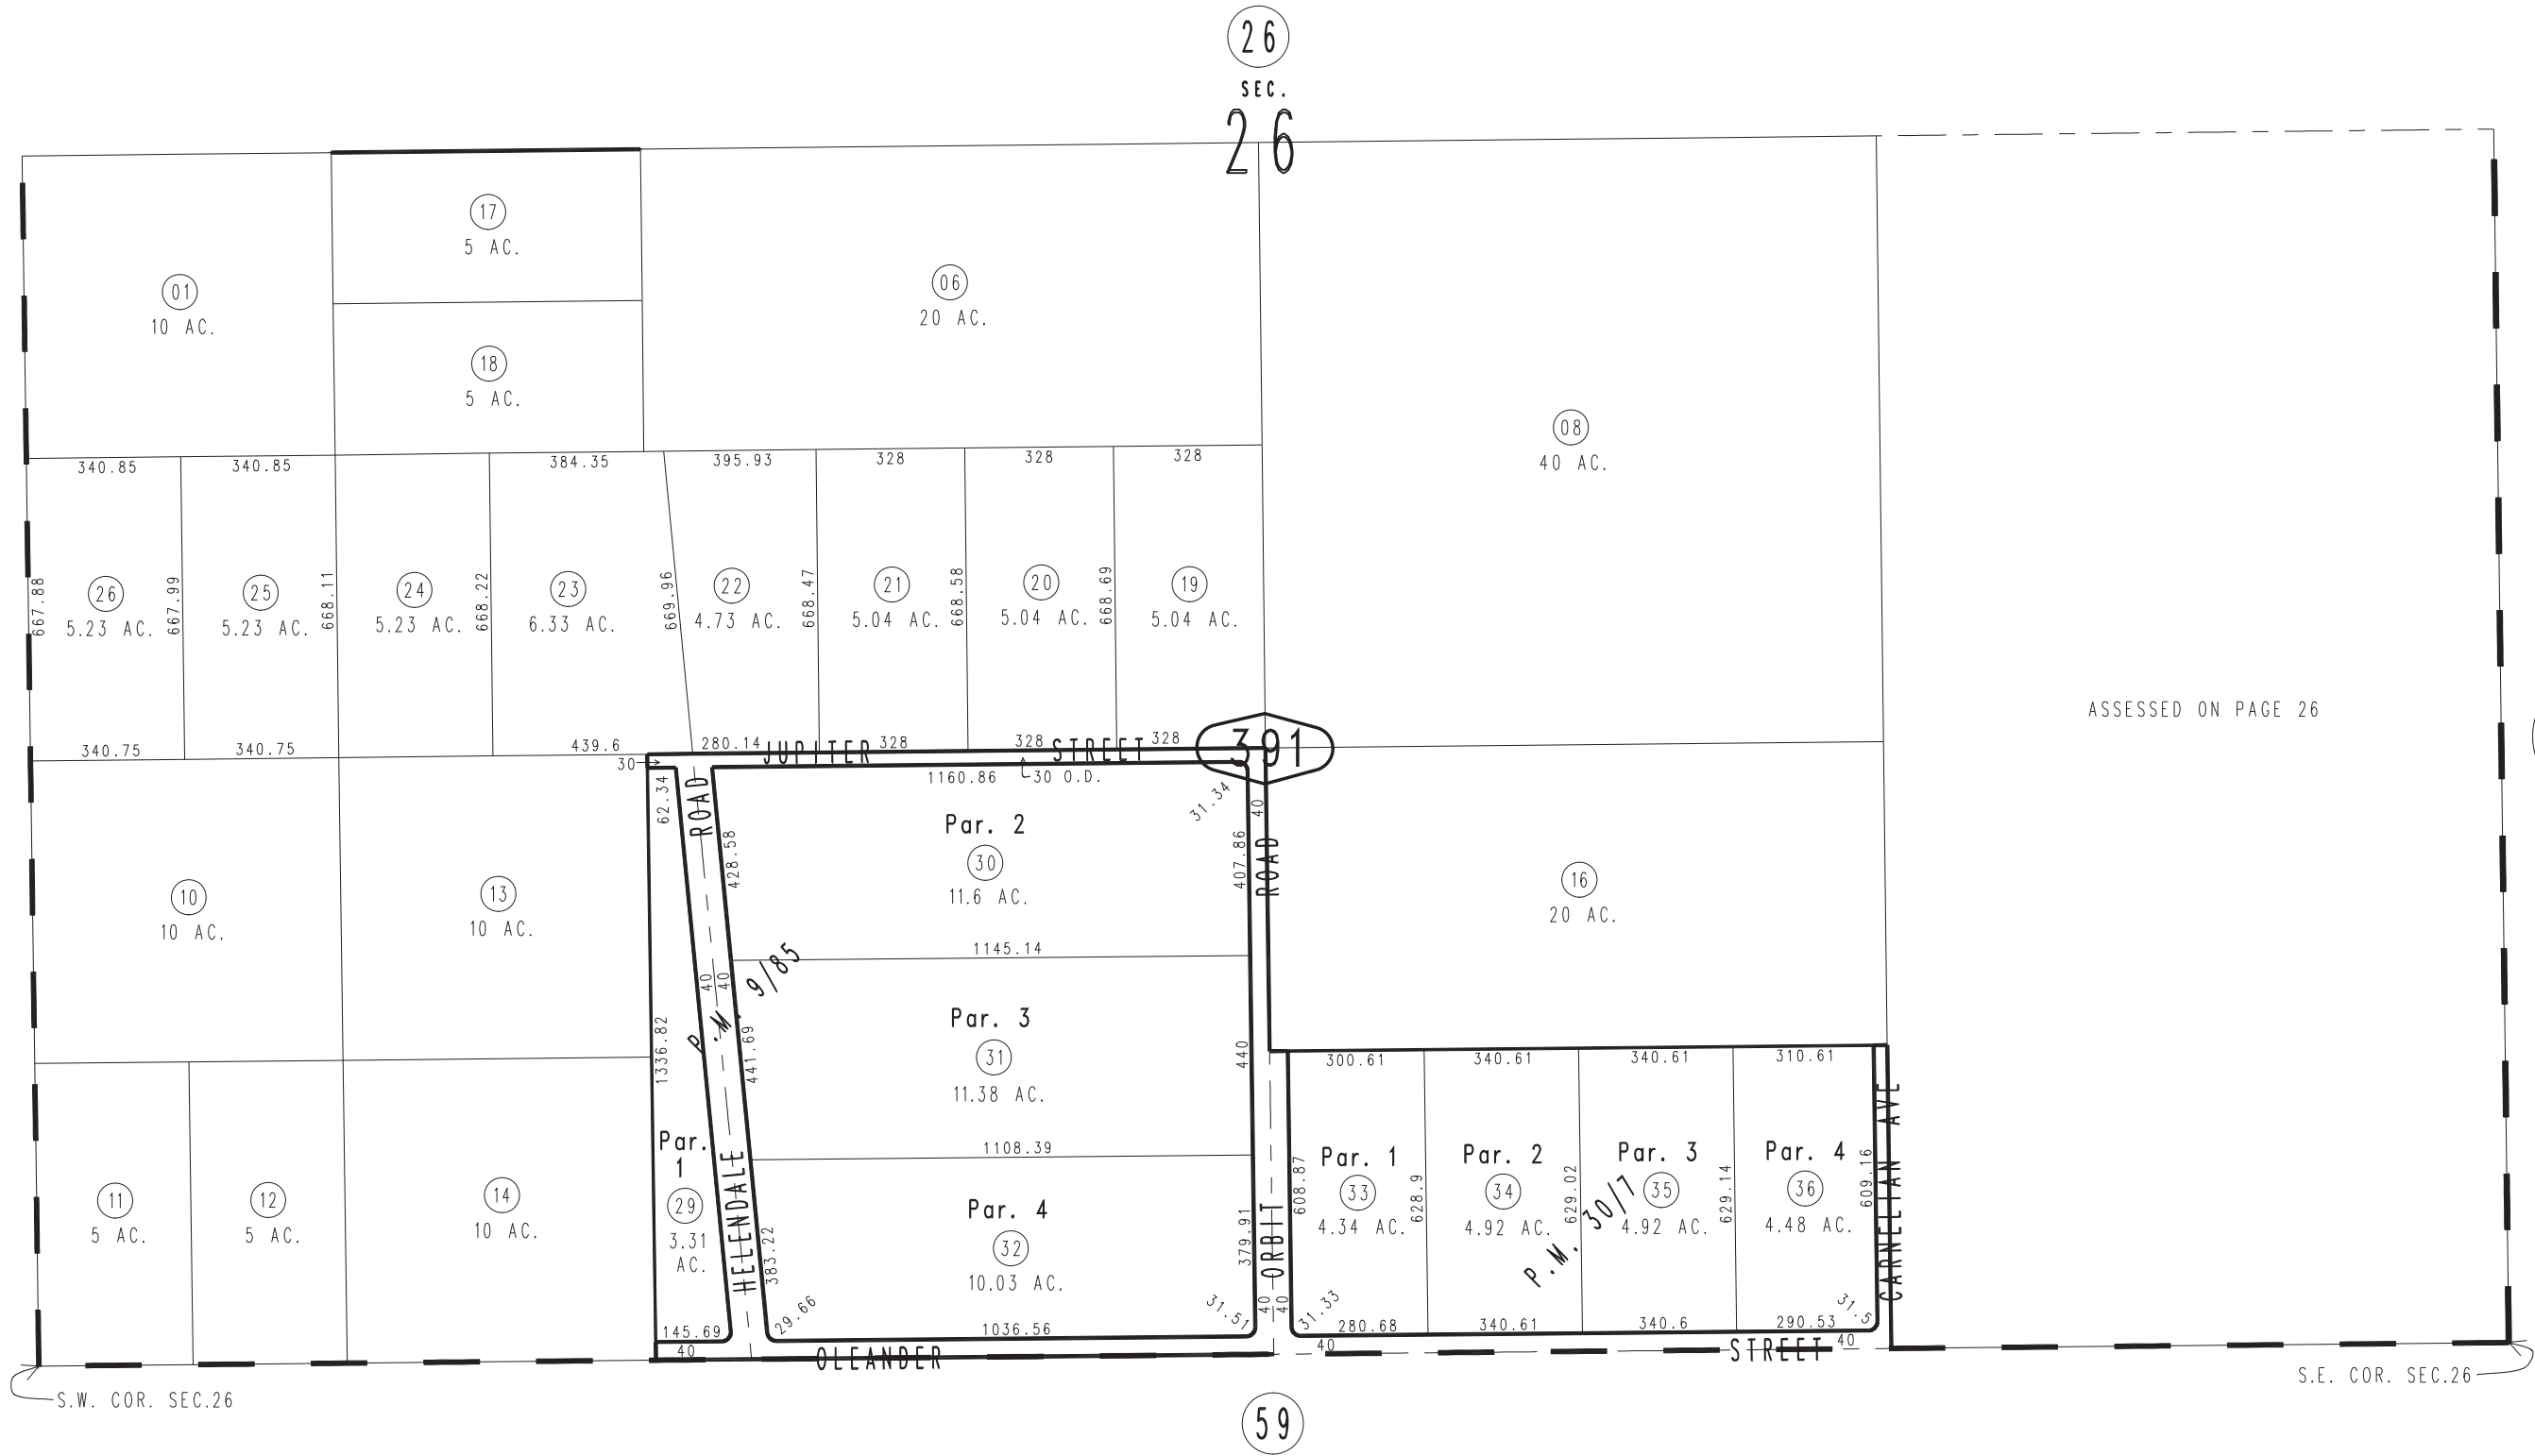 26
SEC.
26
17
5 AC.
01
10 AC.
18
5 AC.
06
20 AC.
08
40 AC.
340.85
340.85
384.35
395.93
328
328
328
667.88
26
5.23 AC.
667.99
25
5.23 AC.
668.11
24
5.23 AC.
668.22
23
6.33 AC.
669.96
22
4.73 AC.
668.47
21
5.04 AC.
668.58
20
5.04 AC.
668.69
19
5.04 AC.
ASSESSED ON PAGE 26
340.75
340.75
439.6
280.14
JUPITER
328
328
STREET
328
391
30
1160.86
30 O.D.
31.34
40
62.34
ROAD
428.58
Par. 2
30
11.6 AC.
407.86
ROAD
10
10 AC.
13
10 AC.
16
20 AC.
1145.14
40
40
P.M. 9/85
1336.82
441.69
Par. 3
31
11.38 AC.
440
300.61
340.61
340.61
310.61
1108.39
Par.
1
29
3.31
AC.
HELENDALE
383.22
Par. 4
32
10.03 AC.
379.91
ORBIT
608.87
Par. 1
33
4.34 AC.
628.9
Par. 2
34
4.92 AC.
629.02
P.M. 30/7
Par. 3
35
4.92 AC.
629.14
Par. 4
36
4.48 AC.
609.16
CARNELIAN AVE
11
5 AC.
12
5 AC.
14
10 AC.
145.69
29.66
1036.56
31.51
40
40
31.33
280.68
340.61
340.6
290.53
31.5
40
OLEANDER
40
STREET
40
S.W. COR. SEC.26
S.E. COR. SEC.26
59